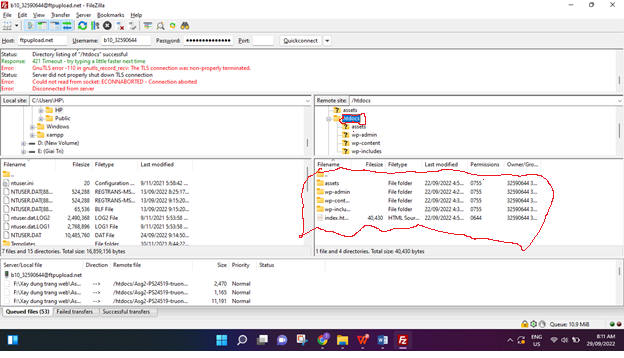 b10_32590644@ftpupload.net - FileZilla
File Edit View Transfer Server Bookmarks Help
Host: ftpupload.net Username: b10_32590644 Password: ●●●●●●●●●●●●●● Port: Quickconnect
Status: Directory listing of "/htdocs" successful
Response: 421 Timeout - try typing a little faster next time
Error: GnuTLS error -110 in gnutls_record_recv: The TLS connection was non-properly terminated.
Status: Server did not properly shut down TLS connection
Error: Could not read from socket: ECONNABORTED - Connection aborted
Error: Disconnected from server
Local site: C:\Users\HP\
HP
Public
Windows
xampp
D: (New Volume)
E: (Giai Tri)
Remote site: /htdocs
assets
htdocs
assets
wp-admin
wp-content
wp-includes
Filename Filesize Filetype Last modified
..
ntuser.ini 20 Configuration ... 9/11/2021 5:58:42 ...
NTUSER.DAT{88... 524,288 REGTRANS-MS... 13/09/2022 8:25:17...
NTUSER.DAT{88... 524,288 REGTRANS-MS... 13/09/2022 9:15:17...
NTUSER.DAT{88... 65,536 BLF File 13/09/2022 9:15:17...
ntuser.dat.LOG2 2,490,368 LOG2 File 9/11/2021 5:53:58 ...
ntuser.dat.LOG1 2,768,896 LOG1 File 9/11/2021 5:53:58 ...
NTUSER.DAT 10,485,760 DAT File 24/09/2022 9:14:50...
Templates File folder 10/11/2021 8:44:22...
7 files and 15 directories. Total size: 16,859,156 bytes
Filename Filesize Filetype Last modified Permissions Owner/Gro...
..
assets File folder 22/09/2022 4:5... 0755 32590644 3...
wp-admin File folder 22/09/2022 4:2... 0755 32590644 3...
wp-cont... File folder 22/09/2022 4:2... 0755 32590644 3...
wp-inclu... File folder 22/09/2022 4:3... 0755 32590644 3...
index.ht... 40,430 HTML Sour... 22/09/2022 4:5... 0644 32590644 3...
1 file and 4 directories. Total size: 40,430 bytes
Server/Local file Direction Remote file Size Priority Status
b10_32590644@ftpupload.net
F:\Xay dung trang web\As... --> /htdocs/Asg2-PS24519-truon... 2,470 Normal
F:\Xay dung trang web\As... --> /htdocs/Asg2-PS24519-truon... 1,165 Normal
F:\Xay dung trang web\As... --> /htdocs/Asg2-PS24519-truon... 11,191 Normal
Queued files (53) Failed transfers Successful transfers
Queue: 10.9 MiB
ENG
US
8:11 AM
29/09/2022